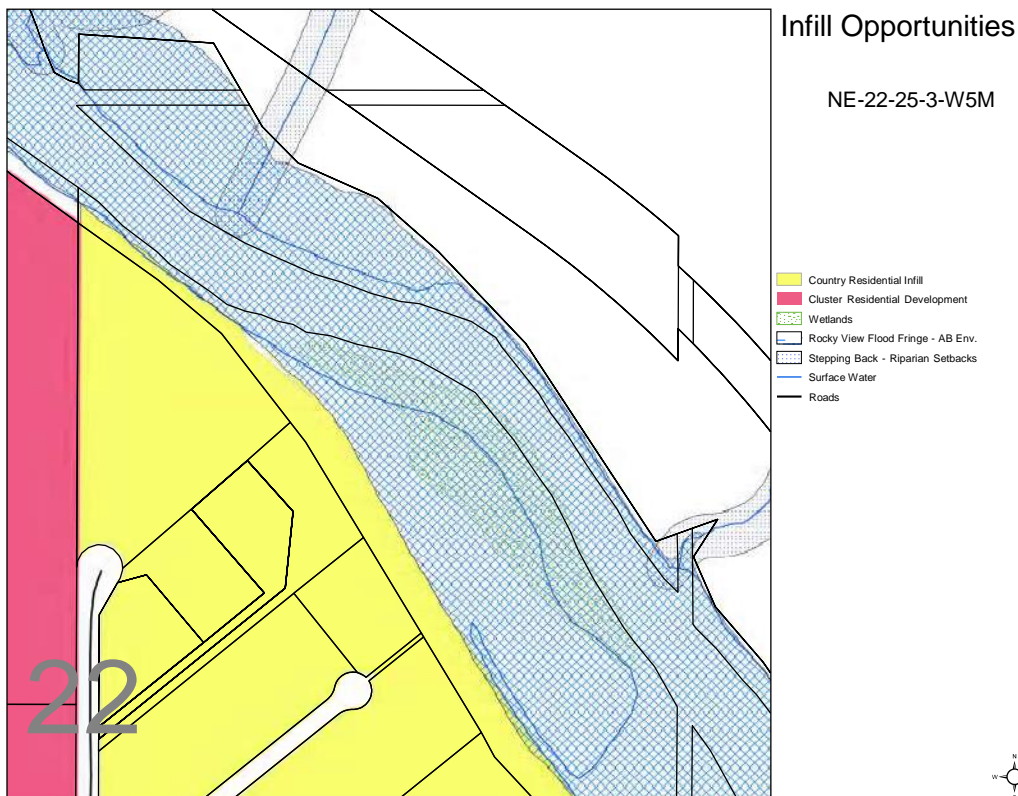 Infill Opportunities
NE-22-25-3-W5M
Country Residential Infill
Cluster Residential Development
Wetlands
Rocky View Flood Fringe - AB Env.
Stepping Back - Riparian Setbacks
Surface Water
Roads
22
N
W